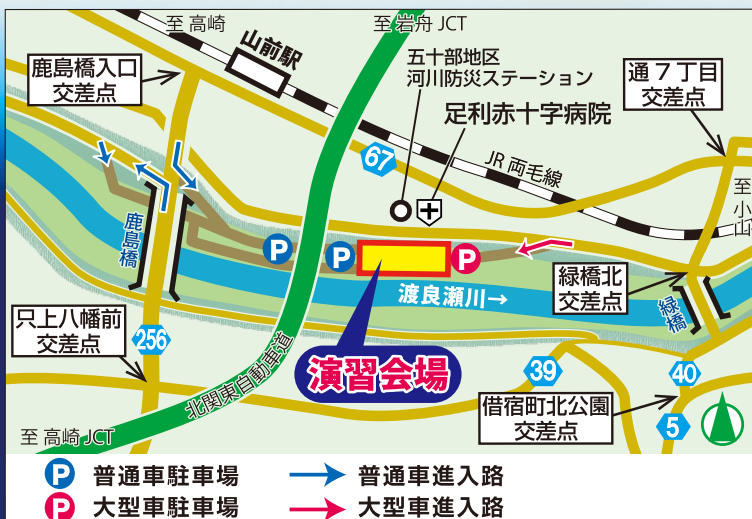 至 高崎
至 岩舟 JCT
山前駅
鹿島橋入口
交差点
五十部地区
河川防災ステーション
通７丁目
交差点
足利赤十字病院
67
JR 両毛線
至
小
山
鹿島橋
P
P
P
緑橋北
交差点
渡良瀬川→
緑橋
只上八幡前
交差点
256
演習会場
39
40
北関東自動車道
借宿町北公園
交差点
5
至 高崎 JCT
P 普通車駐車場
普通車進入路
P 大型車駐車場
大型車進入路